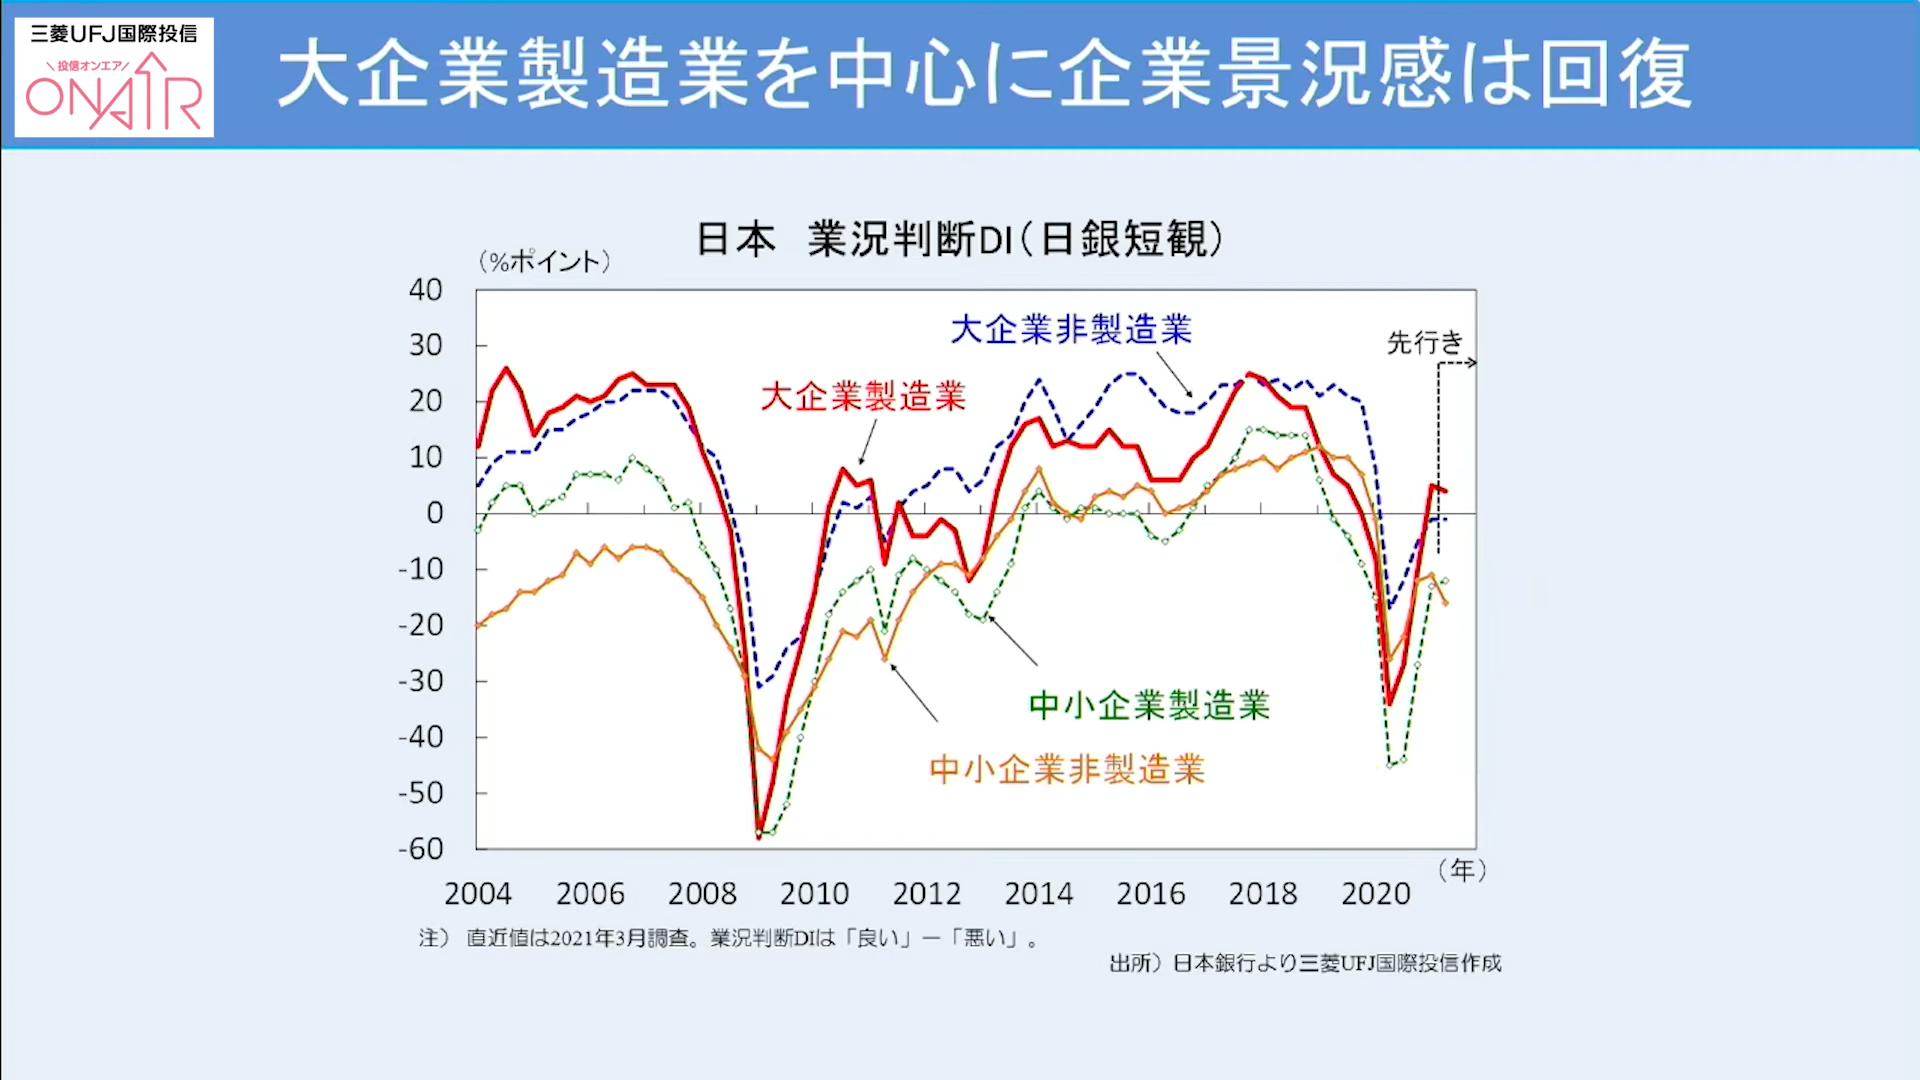 三菱UFJ国際投信
\投信オンエア/
ONAIR
大企業製造業を中心に企業景況感は回復
日本 業況判断DI（日銀短観）
（%ポイント）
40
30
20
10
0
-10
-20
-30
-40
-50
-60
大企業非製造業
先行き
大企業製造業
中小企業製造業
中小企業非製造業
2004 2006 2008 2010 2012 2014 2016 2018 2020
（年）
注） 直近値は2021年3月調査。業況判断DIは「良い」－「悪い」。
出所）日本銀行より三菱UFJ国際投信作成